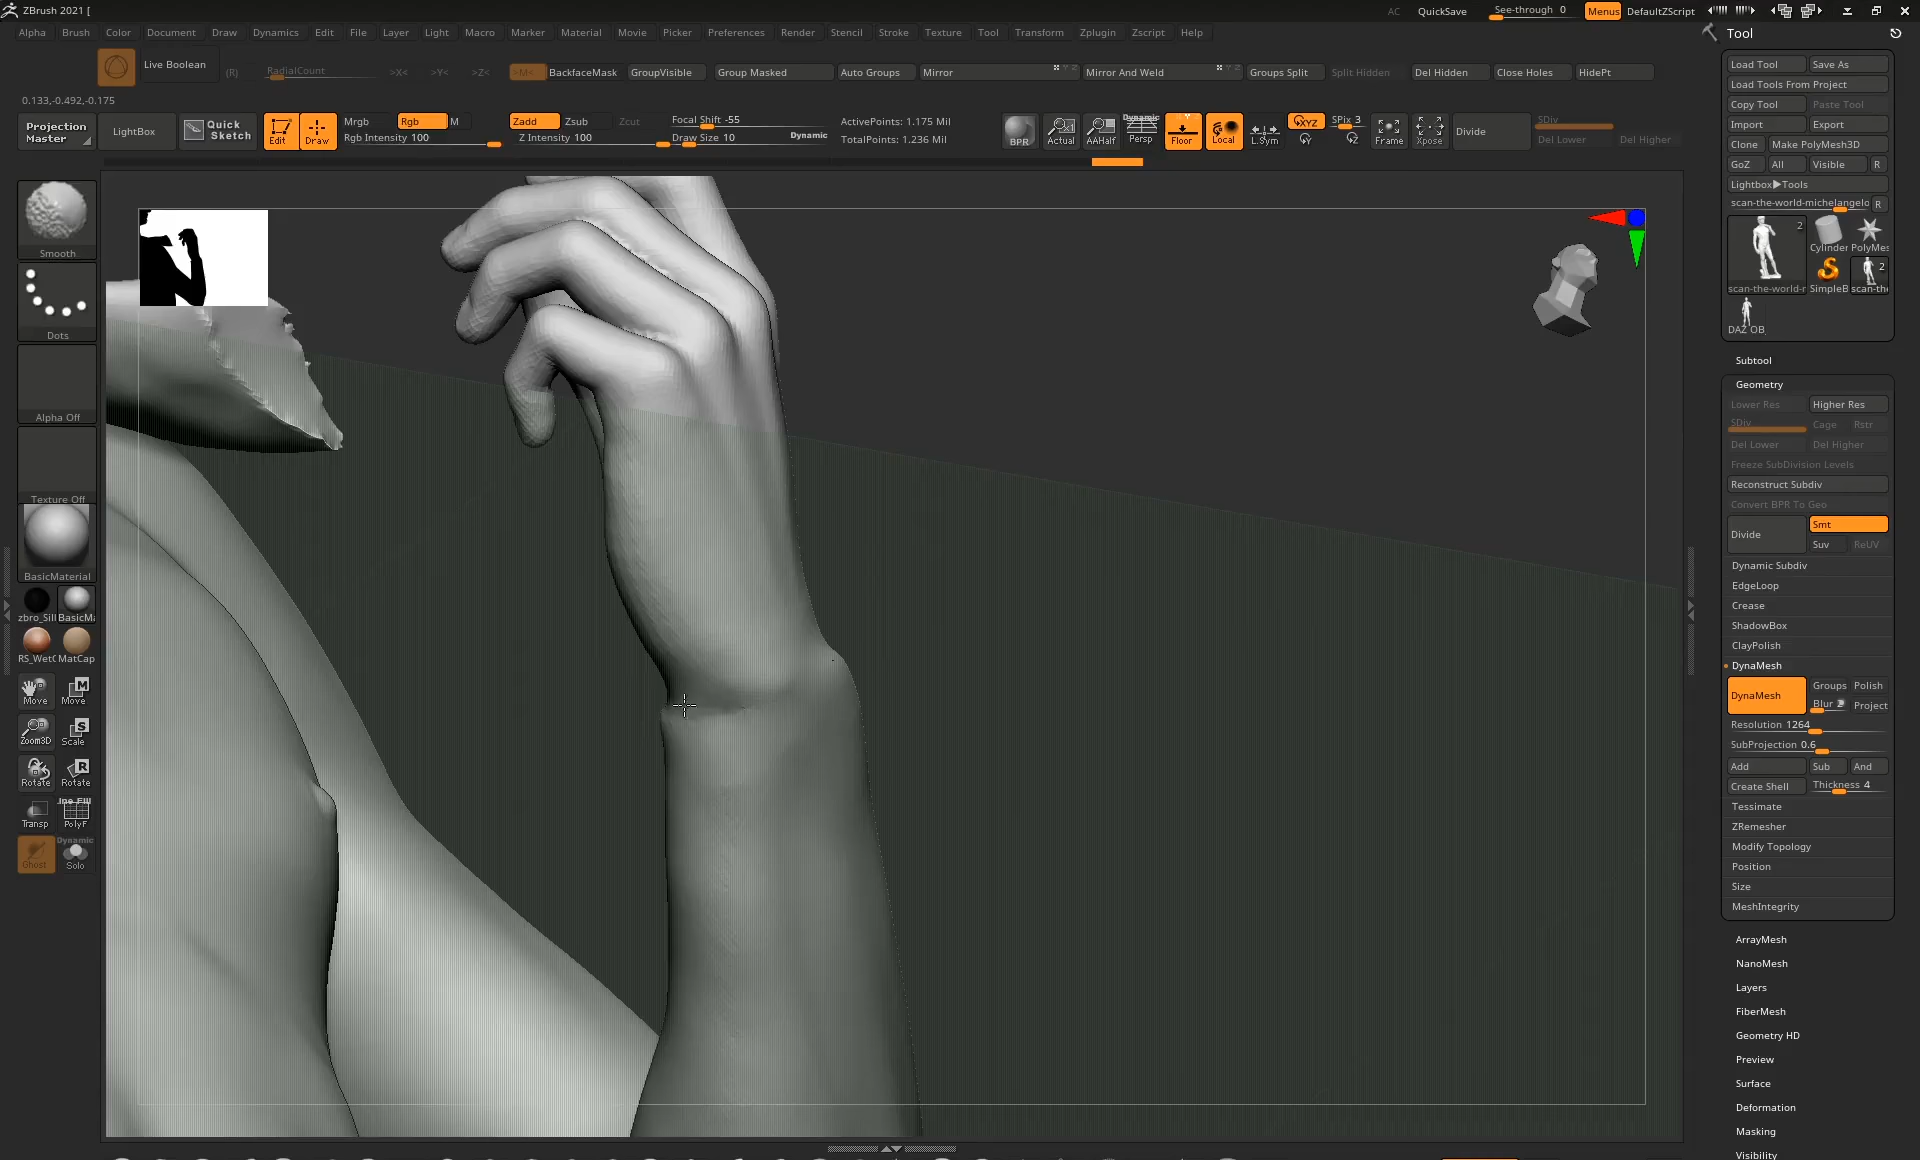 ZBrush 2021 [
AC QuickSave See-through 0 Menus DefaultZScript
Alpha Brush Color Document Draw Dynamics Edit File Layer Light Macro Marker Material Movie Picker Preferences Render Stencil Stroke Texture Tool Transform Zplugin Zscript Help
Live Boolean (R) RadialCount >X< >Y< >Z< >M< BackfaceMask GroupVisible Group Masked Auto Groups Mirror Mirror And Weld Groups Split Split Hidden Del Hidden Close Holes HidePt
0.133,-0.492,-0.175
Projection Master
LightBox
Quick Sketch
Edit
Draw
Mrgb Rgb M
Rgb Intensity 100
Zadd Zsub Zcut
Z Intensity 100
Focal Shift -55
Draw Size 10 Dynamic
ActivePoints: 1.175 Mil
TotalPoints: 1.236 Mil
BPR
Actual
AAHalf
Dynamic
Persp
Floor
Local
L.Sym
XYZ
Y
Z
SPix 3
Frame
Xpose
Divide
SDiv
Del Lower Del Higher
Smooth
Dots
Alpha Off
Texture Off
BasicMaterial
zbro_Sill BasicMa
RS_WetC MatCap
Move Move
Zoom3D Scale
Rotate Rotate
Line Fill
Transp PolyF
Dynamic
Ghost Solo
Tool
Load Tool Save As
Load Tools From Project
Copy Tool Paste Tool
Import Export
Clone Make PolyMesh3D
GoZ All Visible R
Lightbox▶Tools
scan-the-world-michelangelo R
2
Cylinder PolyMes
2
scan-the-world-r SimpleB scan-the
DAZ OB_
Subtool
Geometry
Lower Res Higher Res
SDiv Cage Rstr
Del Lower Del Higher
Freeze SubDivision Levels
Reconstruct Subdiv
Convert BPR To Geo
Divide Smt
Suv ReUV
Dynamic Subdiv
EdgeLoop
Crease
ShadowBox
ClayPolish
DynaMesh
DynaMesh Groups Polish
Blur 2 Project
Resolution 1264
SubProjection 0.6
Add Sub And
Create Shell Thickness 4
Tessimate
ZRemesher
Modify Topology
Position
Size
MeshIntegrity
ArrayMesh
NanoMesh
Layers
FiberMesh
Geometry HD
Preview
Surface
Deformation
Masking
Visibility